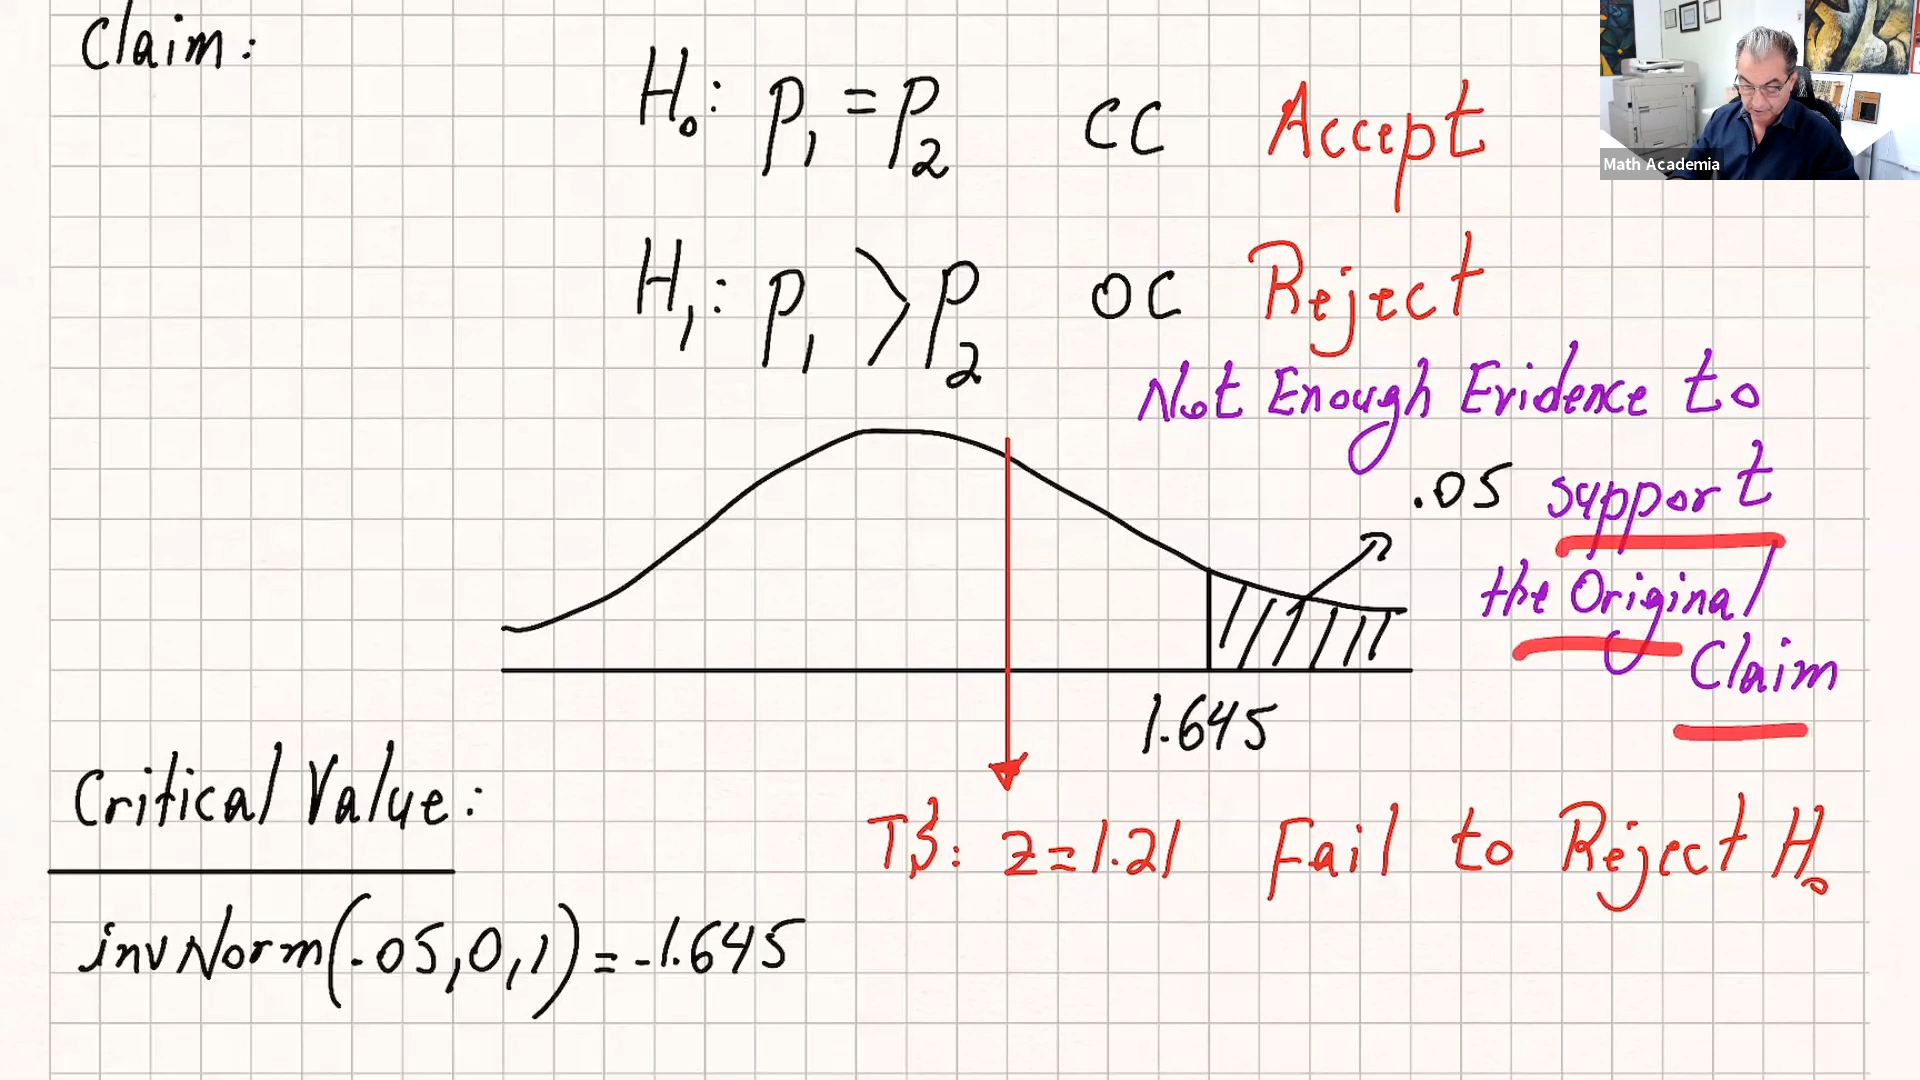 Claim:
H₀: p₁ = p₂ CC Accept
H₁: p₁ > p₂ OC Reject
Not Enough Evidence to
.05 support
the Original
Claim
1.645
Critical Value:
TS: z=1.21 Fail to Reject H₀
invNorm(.05,0,1) = -1.645
Math Academia